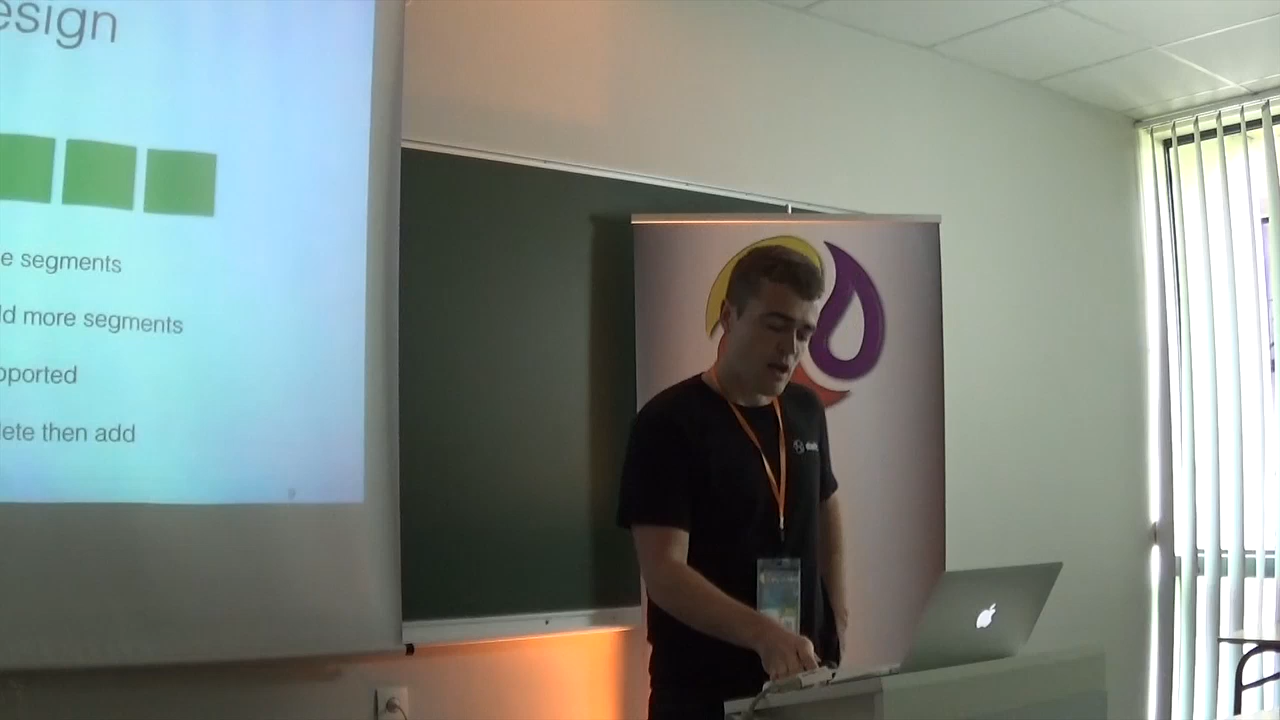 esign
e segments
ld more segments
pported
lete then add